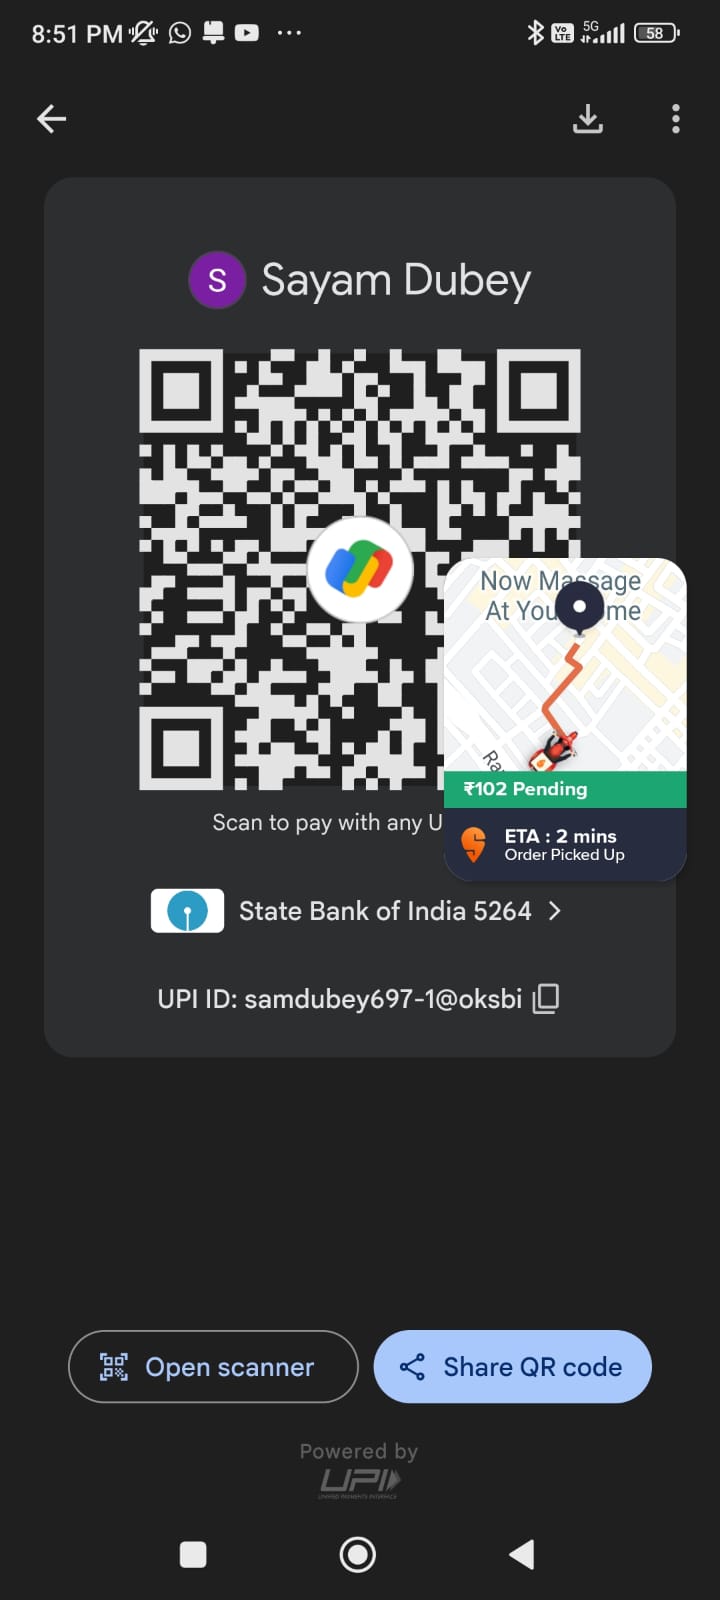 8:51 PM
Vo LTE 5G 58
S Sayam Dubey
Now Massage
At You me
₹102 Pending
Scan to pay with any U
ETA : 2 mins
Order Picked Up
State Bank of India 5264
UPI ID: samdubey697-1@oksbi
Open scanner
Share QR code
Powered by
UPI
UNIFIED PAYMENTS INTERFACE